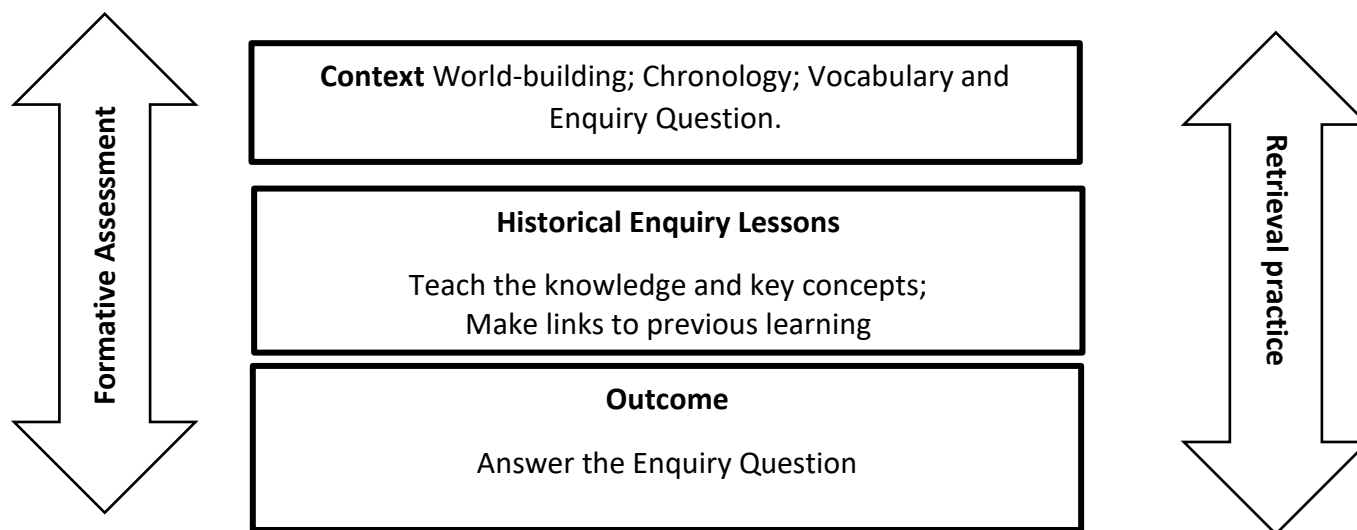 Formative Assessment
Context World-building; Chronology; Vocabulary and
Enquiry Question.
Historical Enquiry Lessons
Teach the knowledge and key concepts;
Make links to previous learning
Outcome
Answer the Enquiry Question
Retrieval practice